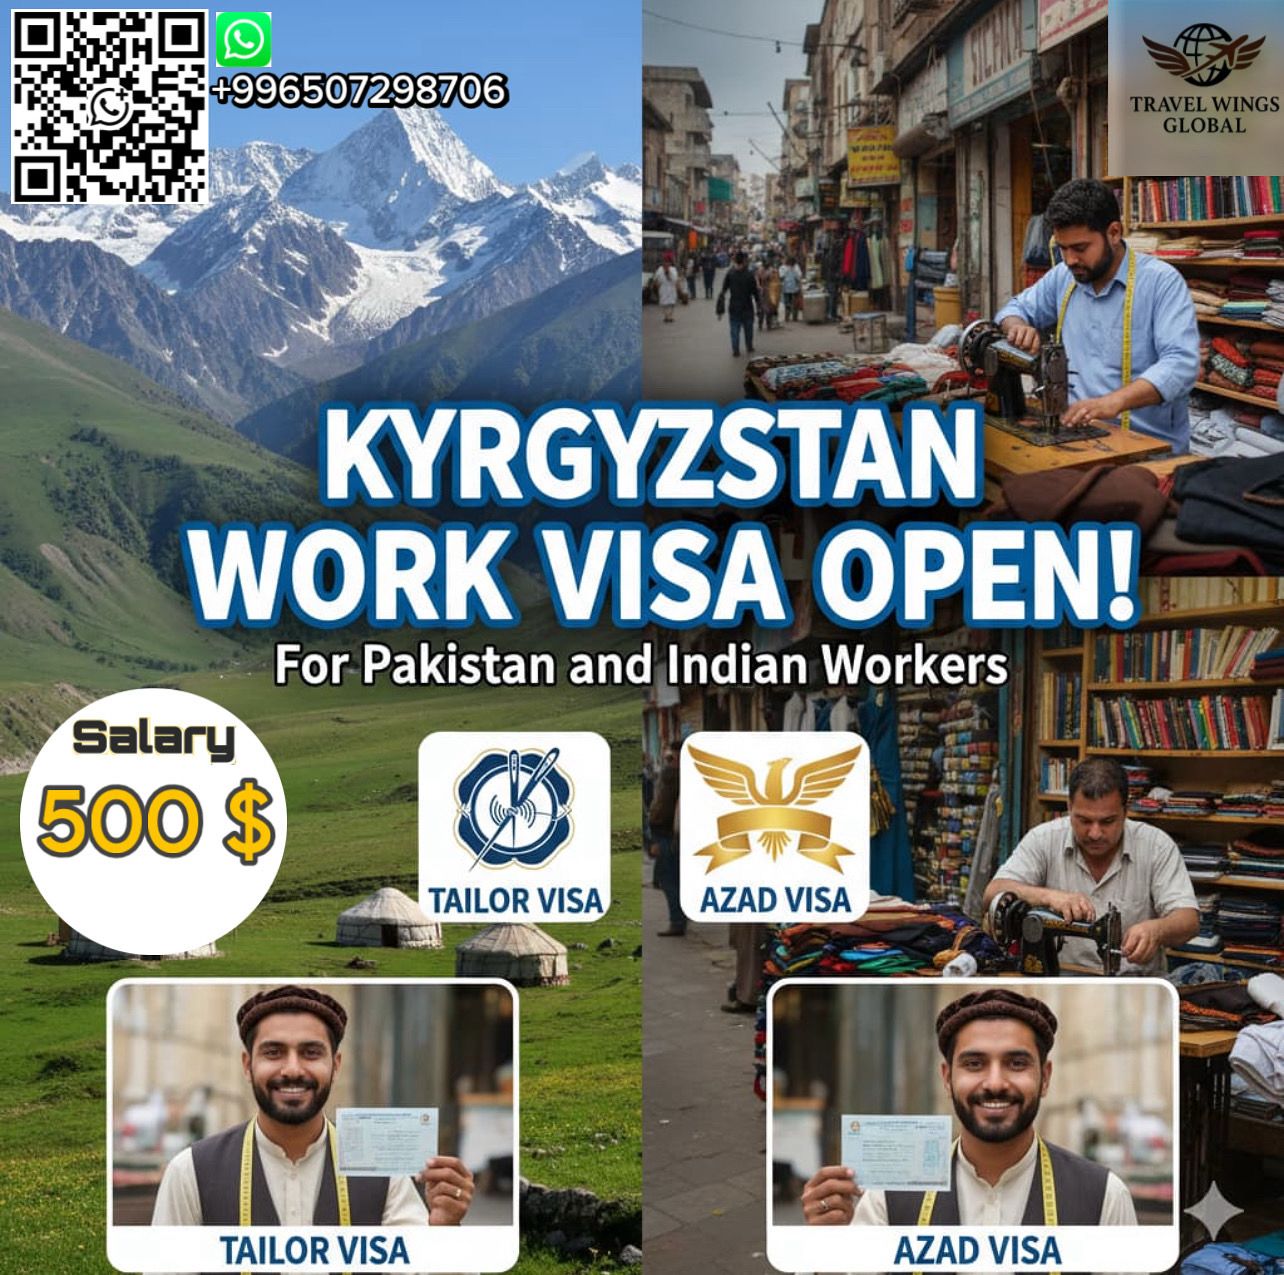 +996507298706
TRAVEL WINGS
GLOBAL
KYRGYZSTAN
WORK VISA OPEN!
For Pakistan and Indian Workers
Salary
500 $
TAILOR VISA
AZAD VISA
TAILOR VISA
AZAD VISA